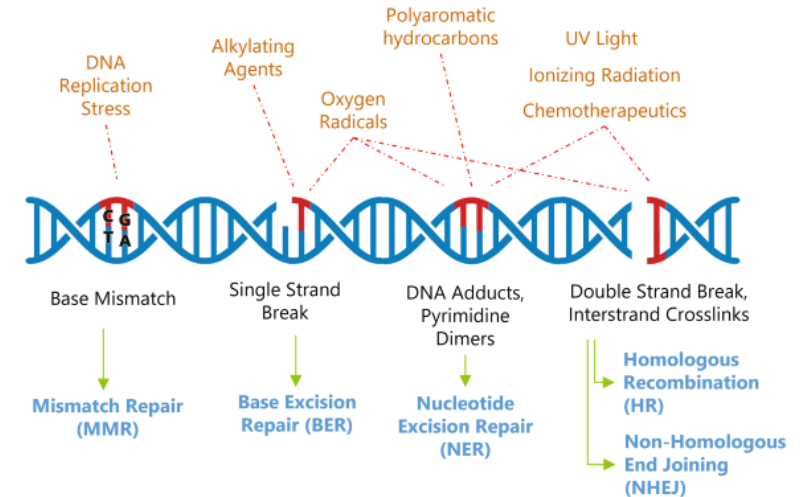 Polyaromatic
hydrocarbons
UV Light
Ionizing Radiation
Chemotherapeutics
Alkylating
Agents
DNA
Replication
Stress
Oxygen
Radicals
C G
T A
Base Mismatch
Single Strand
Break
DNA Adducts,
Pyrimidine
Dimers
Double Strand Break,
Interstrand Crosslinks
Mismatch Repair
(MMR)
Base Excision
Repair (BER)
Nucleotide
Excision Repair
(NER)
Homologous
Recombination
(HR)
Non-Homologous
End Joining
(NHEJ)